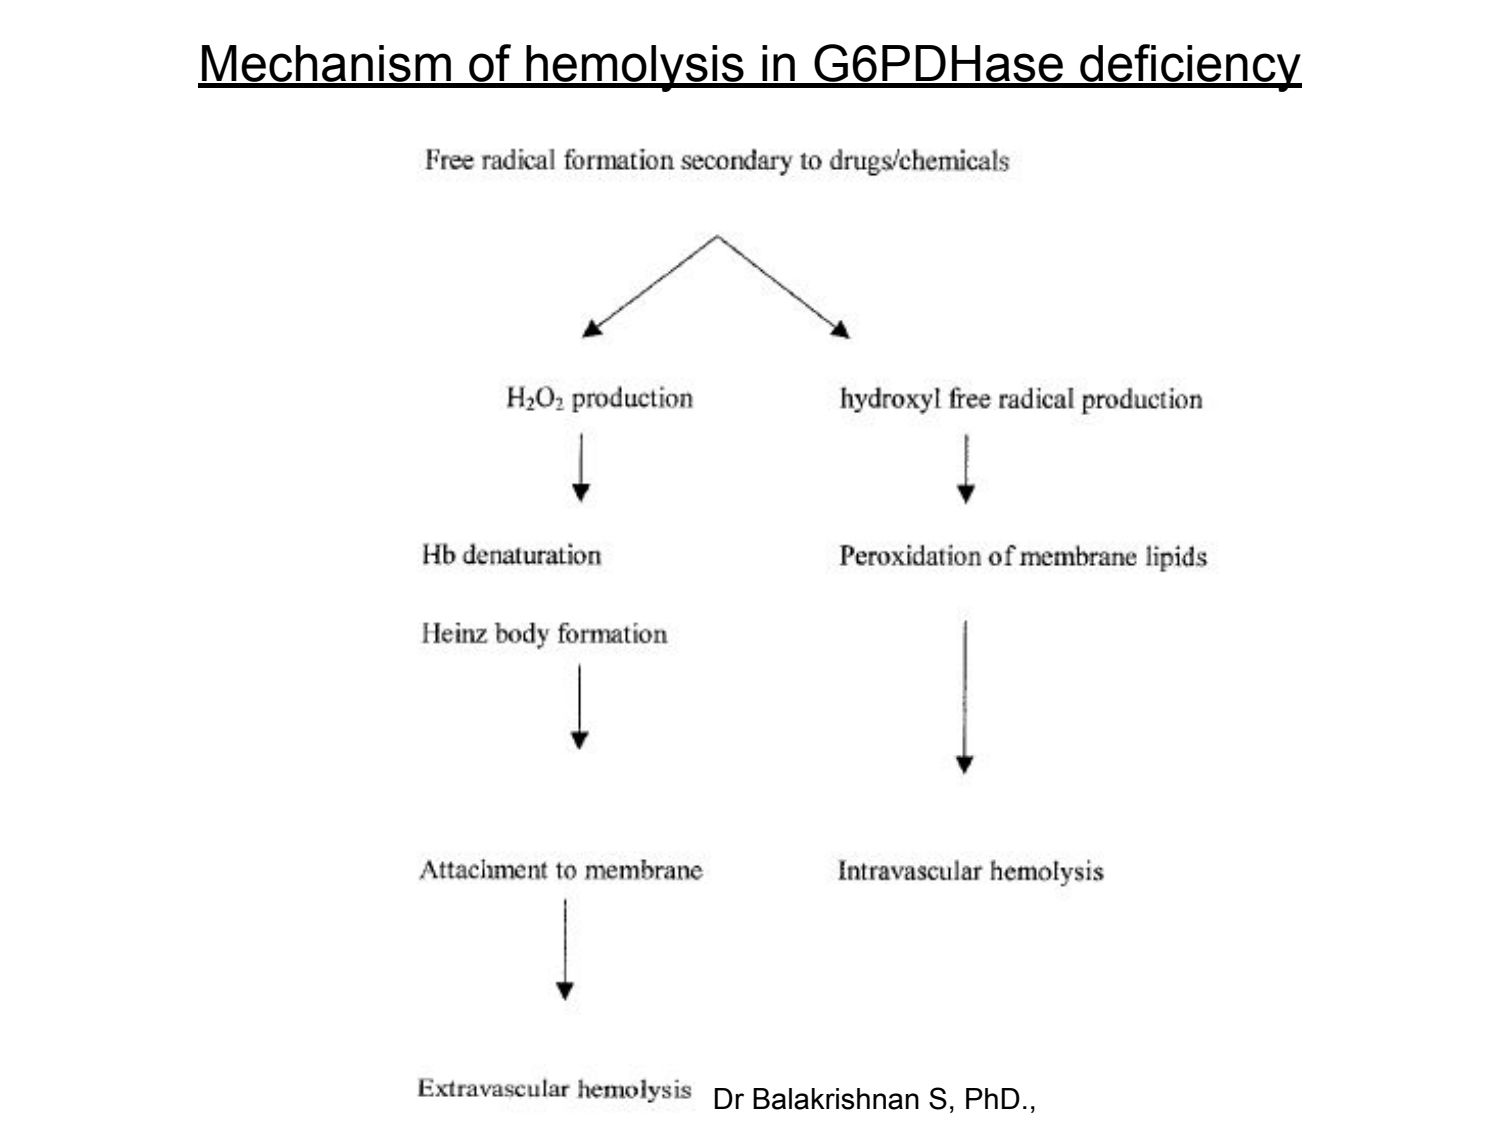 Mechanism of hemolysis in G6PDHase deficiency
Free radical formation secondary to drugs/chemicals
H₂O₂ production
hydroxyl free radical production
Hb denaturation
Peroxidation of membrane lipids
Heinz body formation
Attachment to membrane
Intravascular hemolysis
Extravascular hemolysis
Dr Balakrishnan S, PhD.,